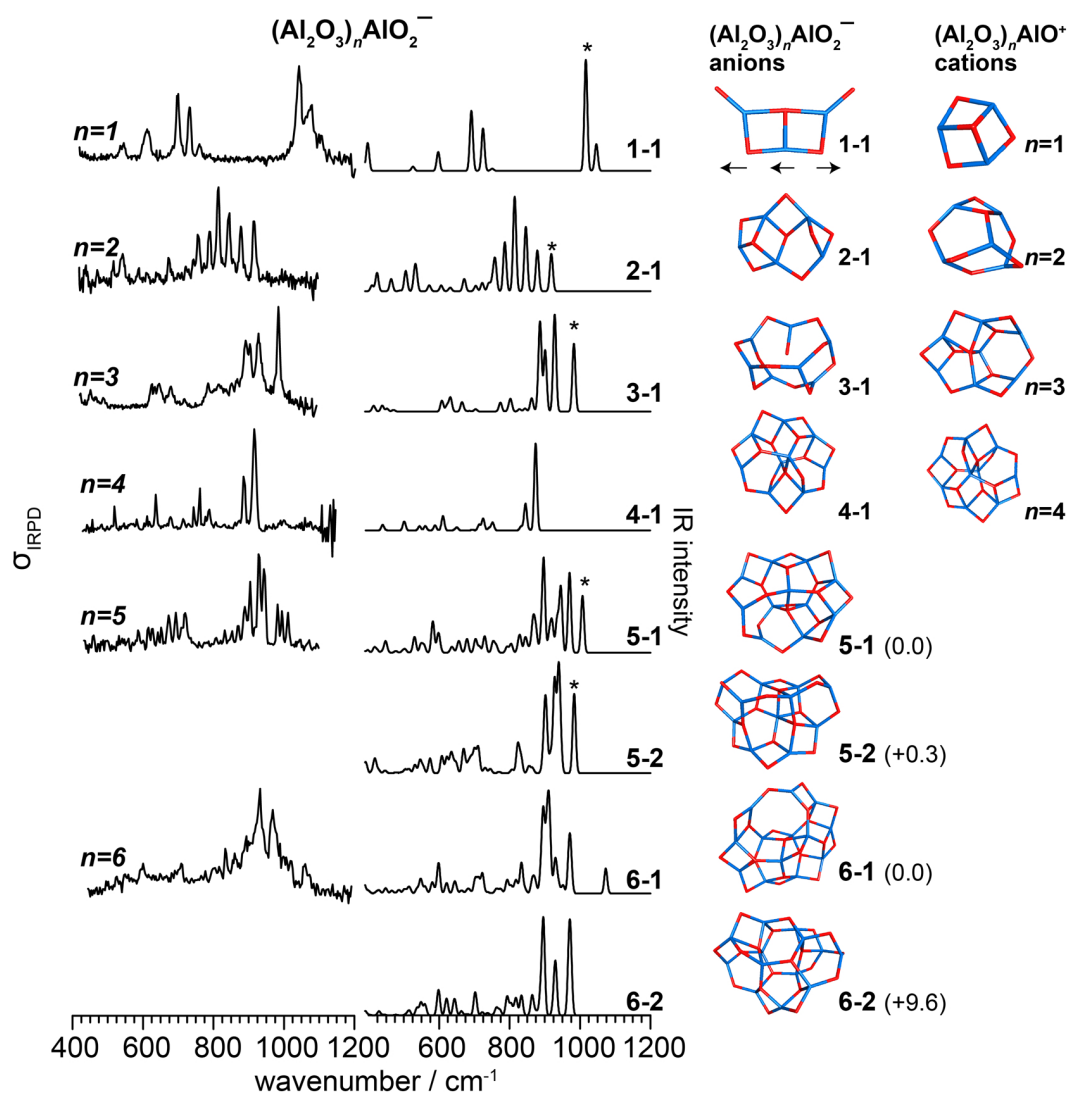 (Al₂O₃)ₙAlO₂⁻
(Al₂O₃)ₙAlO₂⁻
anions
(Al₂O₃)ₙAlO⁺
cations
*
n=1
1-1
1-1
n=1
n=2
*
2-1
2-1
n=2
n=3
*
3-1
3-1
n=3
n=4
4-1
4-1
n=4
σIRPD
IR intensity
n=5
*
5-1
5-1 (0.0)
*
5-2
5-2 (+0.3)
n=6
6-1
6-1 (0.0)
6-2
6-2 (+9.6)
400 600 800 1000 1200 600 800 1000 1200
wavenumber / cm⁻¹